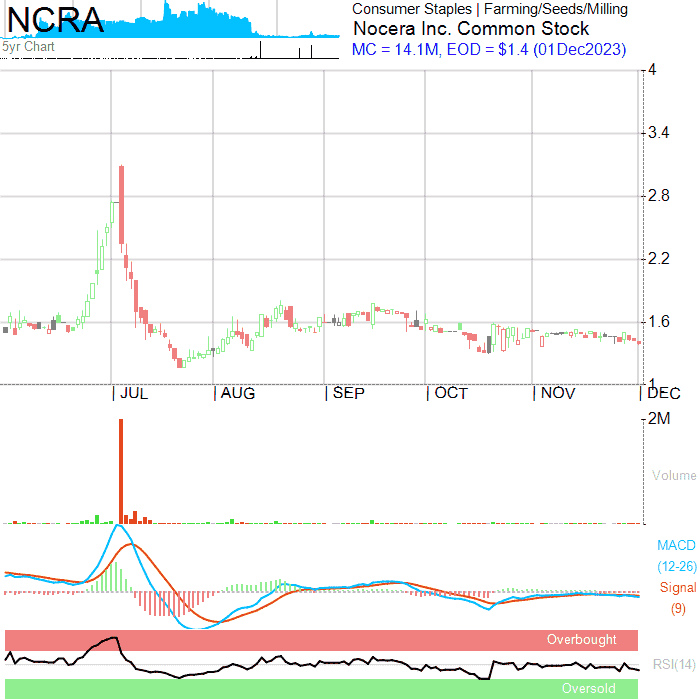 NCRA
5yr Chart
Consumer Staples | Farming/Seeds/Milling
Nocera Inc. Common Stock
MC = 14.1M, EOD = $1.4 (01Dec2023)
4
3.4
2.8
2.2
1.6
1
| JUL | AUG | SEP | OCT | NOV | DEC
2M
Volume
MACD
(12-26)
Signal
(9)
Overbought
RSI(14)
Oversold